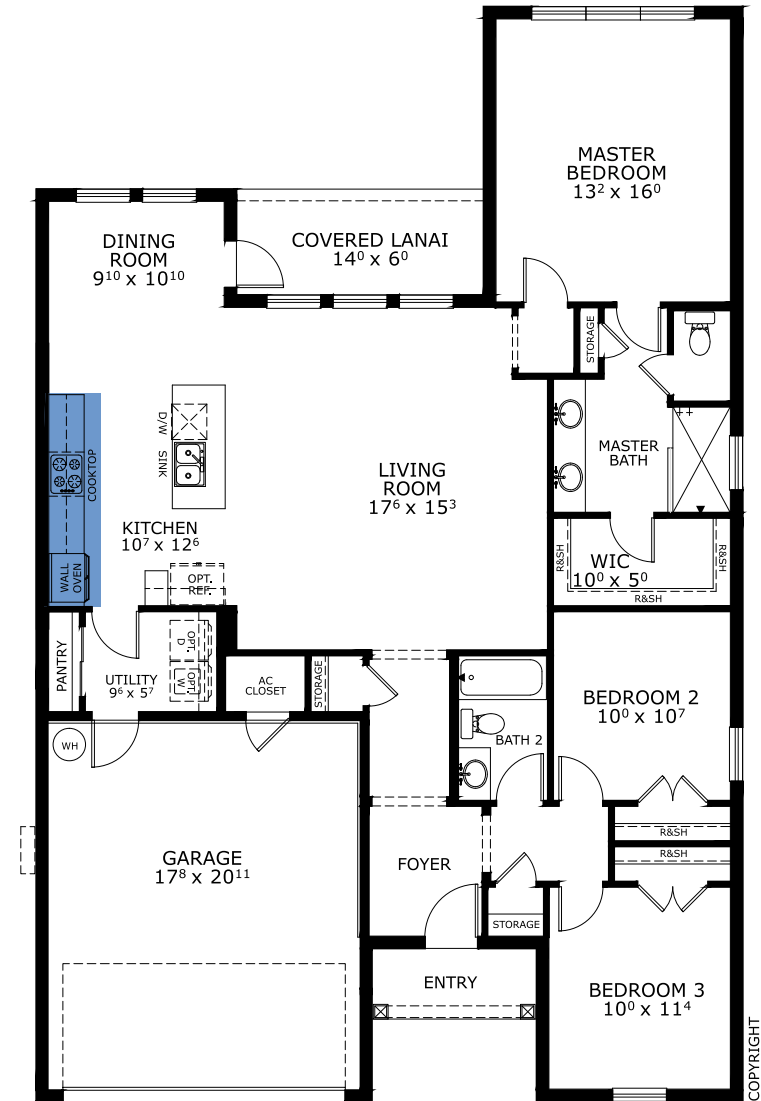 MASTER
BEDROOM
13² x 16⁰
DINING
ROOM
9¹⁰ x 10¹⁰
COVERED LANAI
14⁰ x 6⁰
STORAGE
D/W
SINK
COOKTOP
MASTER
BATH
LIVING
ROOM
17⁶ x 15³
KITCHEN
10⁷ x 12⁶
WALL
OVEN
OPT.
REF.
R&SH
WIC
10⁰ x 5⁰
R&SH
R&SH
PANTRY
UTILITY
9⁶ x 5⁷
OPT.
D
OPT.
W
AC
CLOSET
STORAGE
BEDROOM 2
10⁰ x 10⁷
BATH 2
WH
R&SH
R&SH
GARAGE
17⁸ x 20¹¹
FOYER
STORAGE
ENTRY
BEDROOM 3
10⁰ x 11⁴
COPYRIGHT